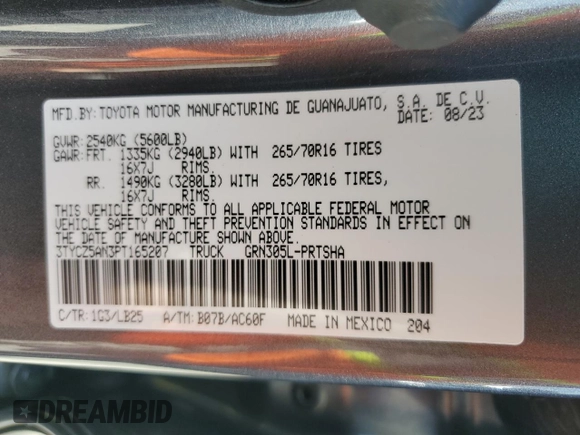 MFD. BY: TOYOTA MOTOR MANUFACTURING DE GUANAJUATO, S.A. DE C.V.
DATE: 08/23
GVWR: 2540KG (5600LB)
GAWR: FRT. 1335KG (2940LB) WITH 265/70R16 TIRES
16X7J RIMS.
RR. 1490KG (3280LB) WITH 265/70R16 TIRES,
16X7J RIMS.
THIS VEHICLE CONFORMS TO ALL APPLICABLE FEDERAL MOTOR
VEHICLE SAFETY AND THEFT PREVENTION STANDARDS IN EFFECT ON
THE DATE OF MANUFACTURE SHOWN ABOVE.
3TYCZ5AN3PT165207 TRUCK GRN305L-PRTSHA
C/TR: 1G3/LB25 A/TM: B07B/AC60F MADE IN MEXICO 204
DREAMBID